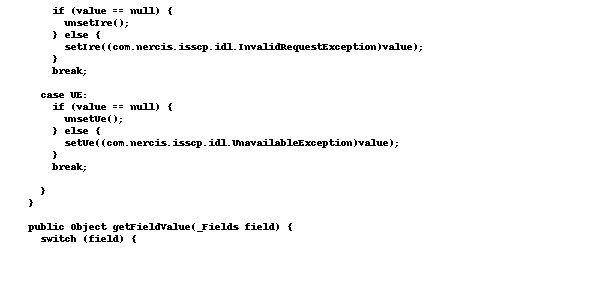 if (value == null) {
unsetIre();
} else {
setIre((com.nercis.isscp.idl.InvalidRequestException)value);
}
break;
case UE:
if (value == null) {
unsetUe();
} else {
setUe((com.nercis.isscp.idl.UnavailableException)value);
}
break;
}
}
public Object getFieldValue(_Fields field) {
switch (field) {